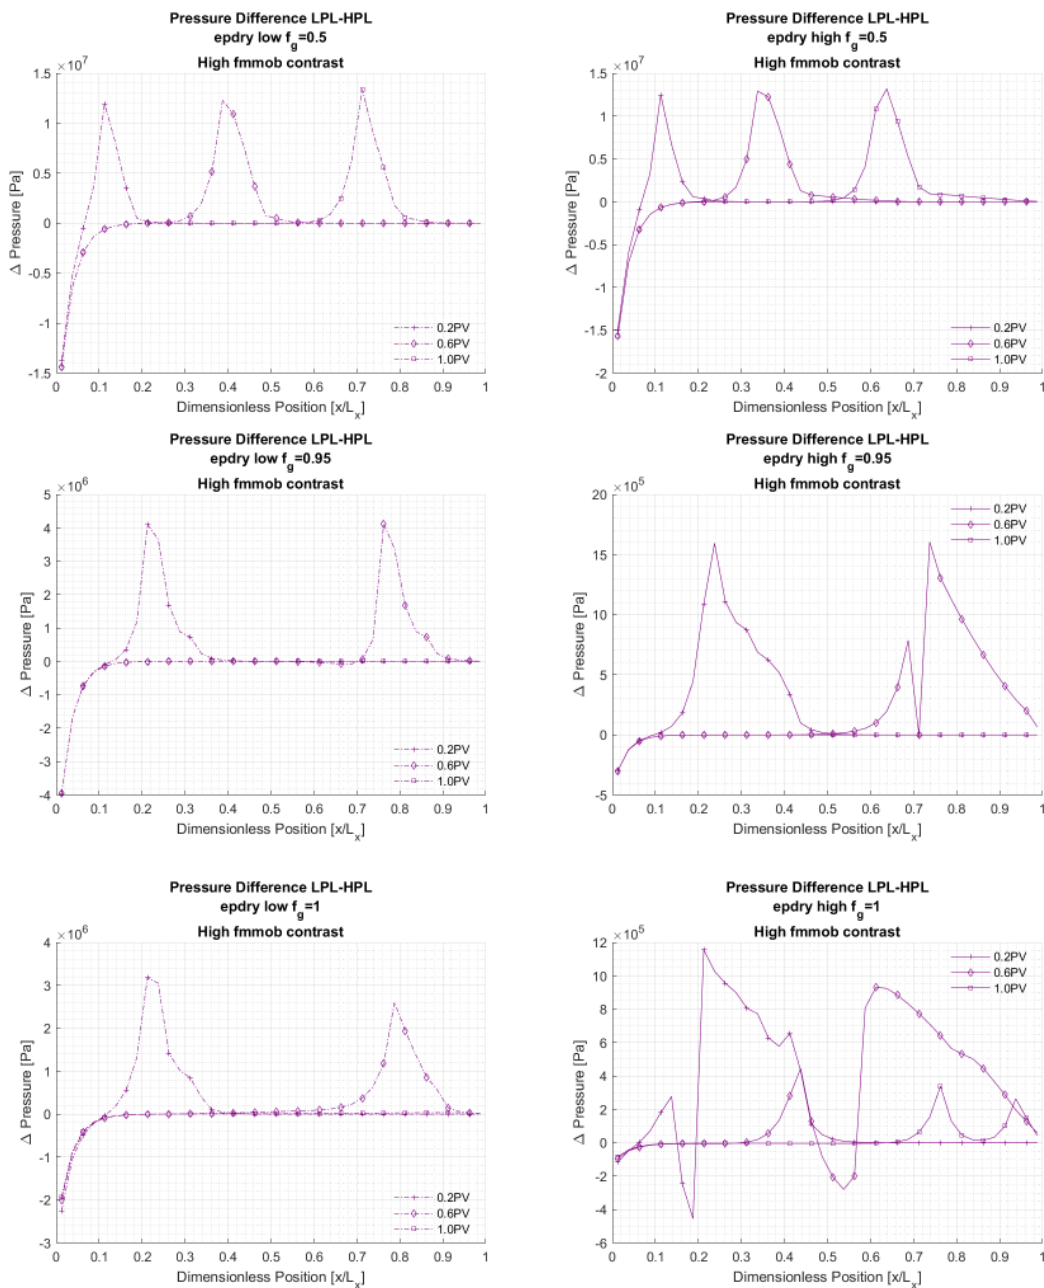 Pressure Difference LPL-HPL
epdry low f_g=0.5
High fmmob contrast
×10^7
1.5
1
0.5
0
-0.5
-1
-1.5
Δ Pressure [Pa]
0.2PV
0.6PV
1.0PV
0 0.1 0.2 0.3 0.4 0.5 0.6 0.7 0.8 0.9 1
Dimensionless Position [x/L_x]
Pressure Difference LPL-HPL
epdry high f_g=0.5
High fmmob contrast
×10^7
1.5
1
0.5
0
-0.5
-1
-1.5
-2
Δ Pressure [Pa]
0.2PV
0.6PV
1.0PV
0 0.1 0.2 0.3 0.4 0.5 0.6 0.7 0.8 0.9 1
Dimensionless Position [x/L_x]
Pressure Difference LPL-HPL
epdry low f_g=0.95
High fmmob contrast
×10^6
5
4
3
2
1
0
-1
-2
-3
-4
Δ Pressure [Pa]
0.2PV
0.6PV
1.0PV
0 0.1 0.2 0.3 0.4 0.5 0.6 0.7 0.8 0.9 1
Dimensionless Position [x/L_x]
Pressure Difference LPL-HPL
epdry high f_g=0.95
High fmmob contrast
×10^5
20
15
10
5
0
-5
Δ Pressure [Pa]
0.2PV
0.6PV
1.0PV
0 0.1 0.2 0.3 0.4 0.5 0.6 0.7 0.8 0.9 1
Dimensionless Position [x/L_x]
Pressure Difference LPL-HPL
epdry low f_g=1
High fmmob contrast
×10^6
4
3
2
1
0
-1
-2
-3
Δ Pressure [Pa]
0.2PV
0.6PV
1.0PV
0 0.1 0.2 0.3 0.4 0.5 0.6 0.7 0.8 0.9 1
Dimensionless Position [x/L_x]
Pressure Difference LPL-HPL
epdry high f_g=1
High fmmob contrast
×10^5
12
10
8
6
4
2
0
-2
-4
-6
Δ Pressure [Pa]
0.2PV
0.6PV
1.0PV
0 0.1 0.2 0.3 0.4 0.5 0.6 0.7 0.8 0.9 1
Dimensionless Position [x/L_x]